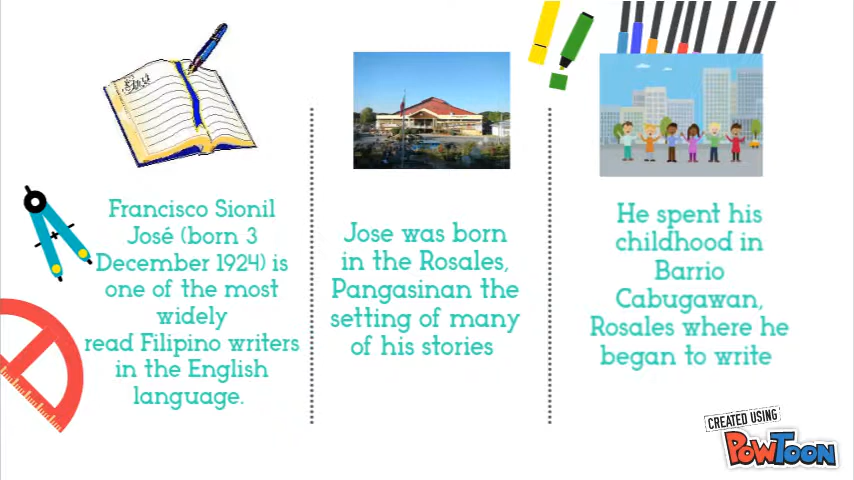 Francisco Sionil
José (born 3
December 1924) is
one of the most
widely
read Filipino writers
in the English
language.
Jose was born
in the Rosales,
Pangasinan the
setting of many
of his stories
He spent his
childhood in
Barrio
Cabugawan,
Rosales where he
began to write
CREATED USING
POWTOON